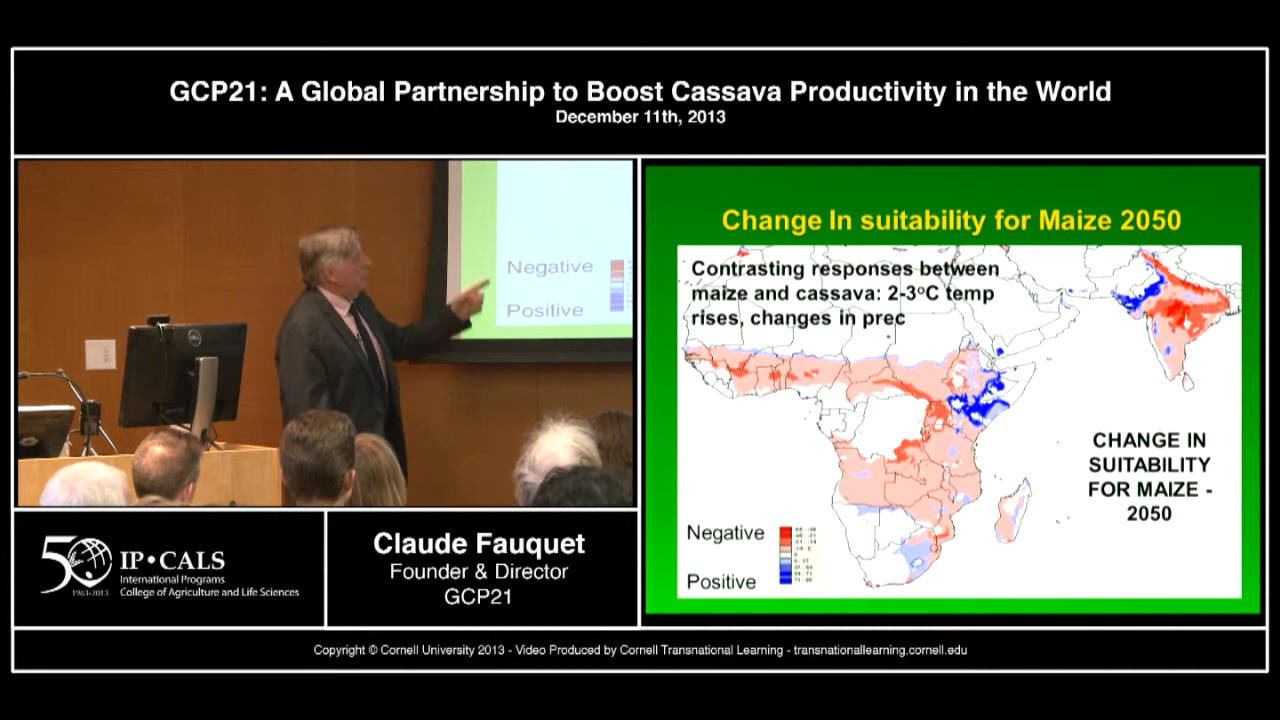 GCP21: A Global Partnership to Boost Cassava Productivity in the World
December 11th, 2013
Negative
Positive
Change In suitability for Maize 2050
Contrasting responses between
maize and cassava: 2-3°C temp
rises, changes in prec
CHANGE IN
SUITABILITY
FOR MAIZE -
2050
Negative
Positive
50
1963-2013
IP•CALS
International Programs
College of Agriculture and Life Sciences
Claude Fauquet
Founder & Director
GCP21
Copyright © Cornell University 2013 - Video Produced by Cornell Transnational Learning - transnationallearning.cornell.edu